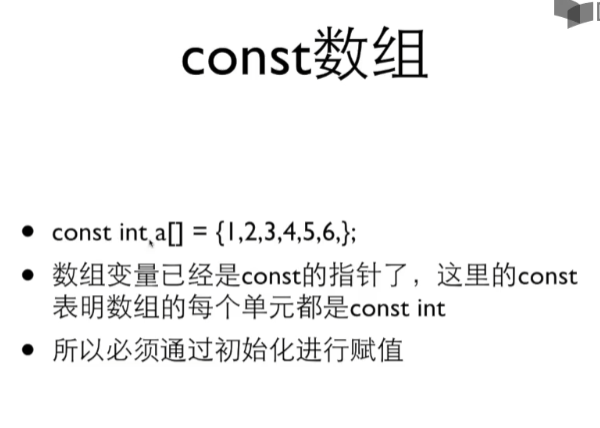 const数组
const int a[] = {1,2,3,4,5,6,};
数组变量已经是const的指针了，这里的const
表明数组的每个单元都是const int
所以必须通过初始化进行赋值